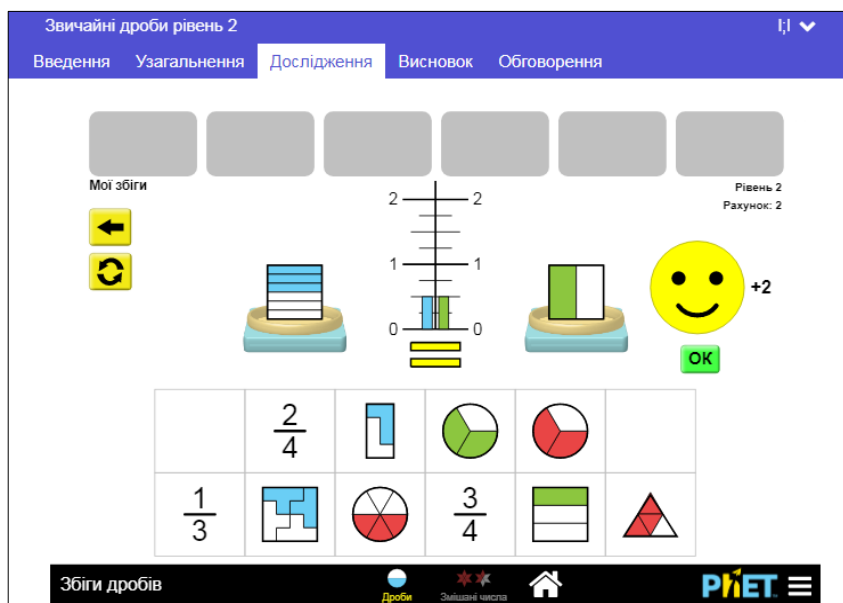 Звичайні дроби рівень 2
Введення Узагальнення Дослідження Висновок Обговорення
Мої збіги
Рівень 2
Рахунок: 2
2 2
1 1
0 0
+2
OK
2/4
1/3 3/4
Збіги дробів
Дроби
Змішані числа
PhET